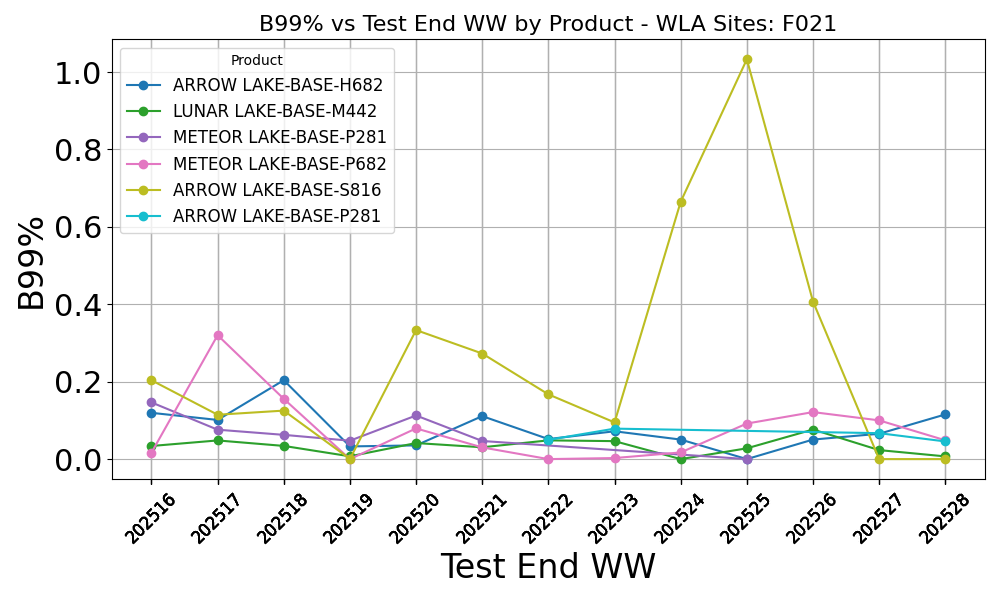 B99% vs Test End WW by Product - WLA Sites: F021
Product
ARROW LAKE-BASE-H682
LUNAR LAKE-BASE-M442
METEOR LAKE-BASE-P281
METEOR LAKE-BASE-P682
ARROW LAKE-BASE-S816
ARROW LAKE-BASE-P281
B99%
1.0
0.8
0.6
0.4
0.2
0.0
202516 202517 202518 202519 202520 202521 202522 202523 202524 202525 202526 202527 202528
Test End WW